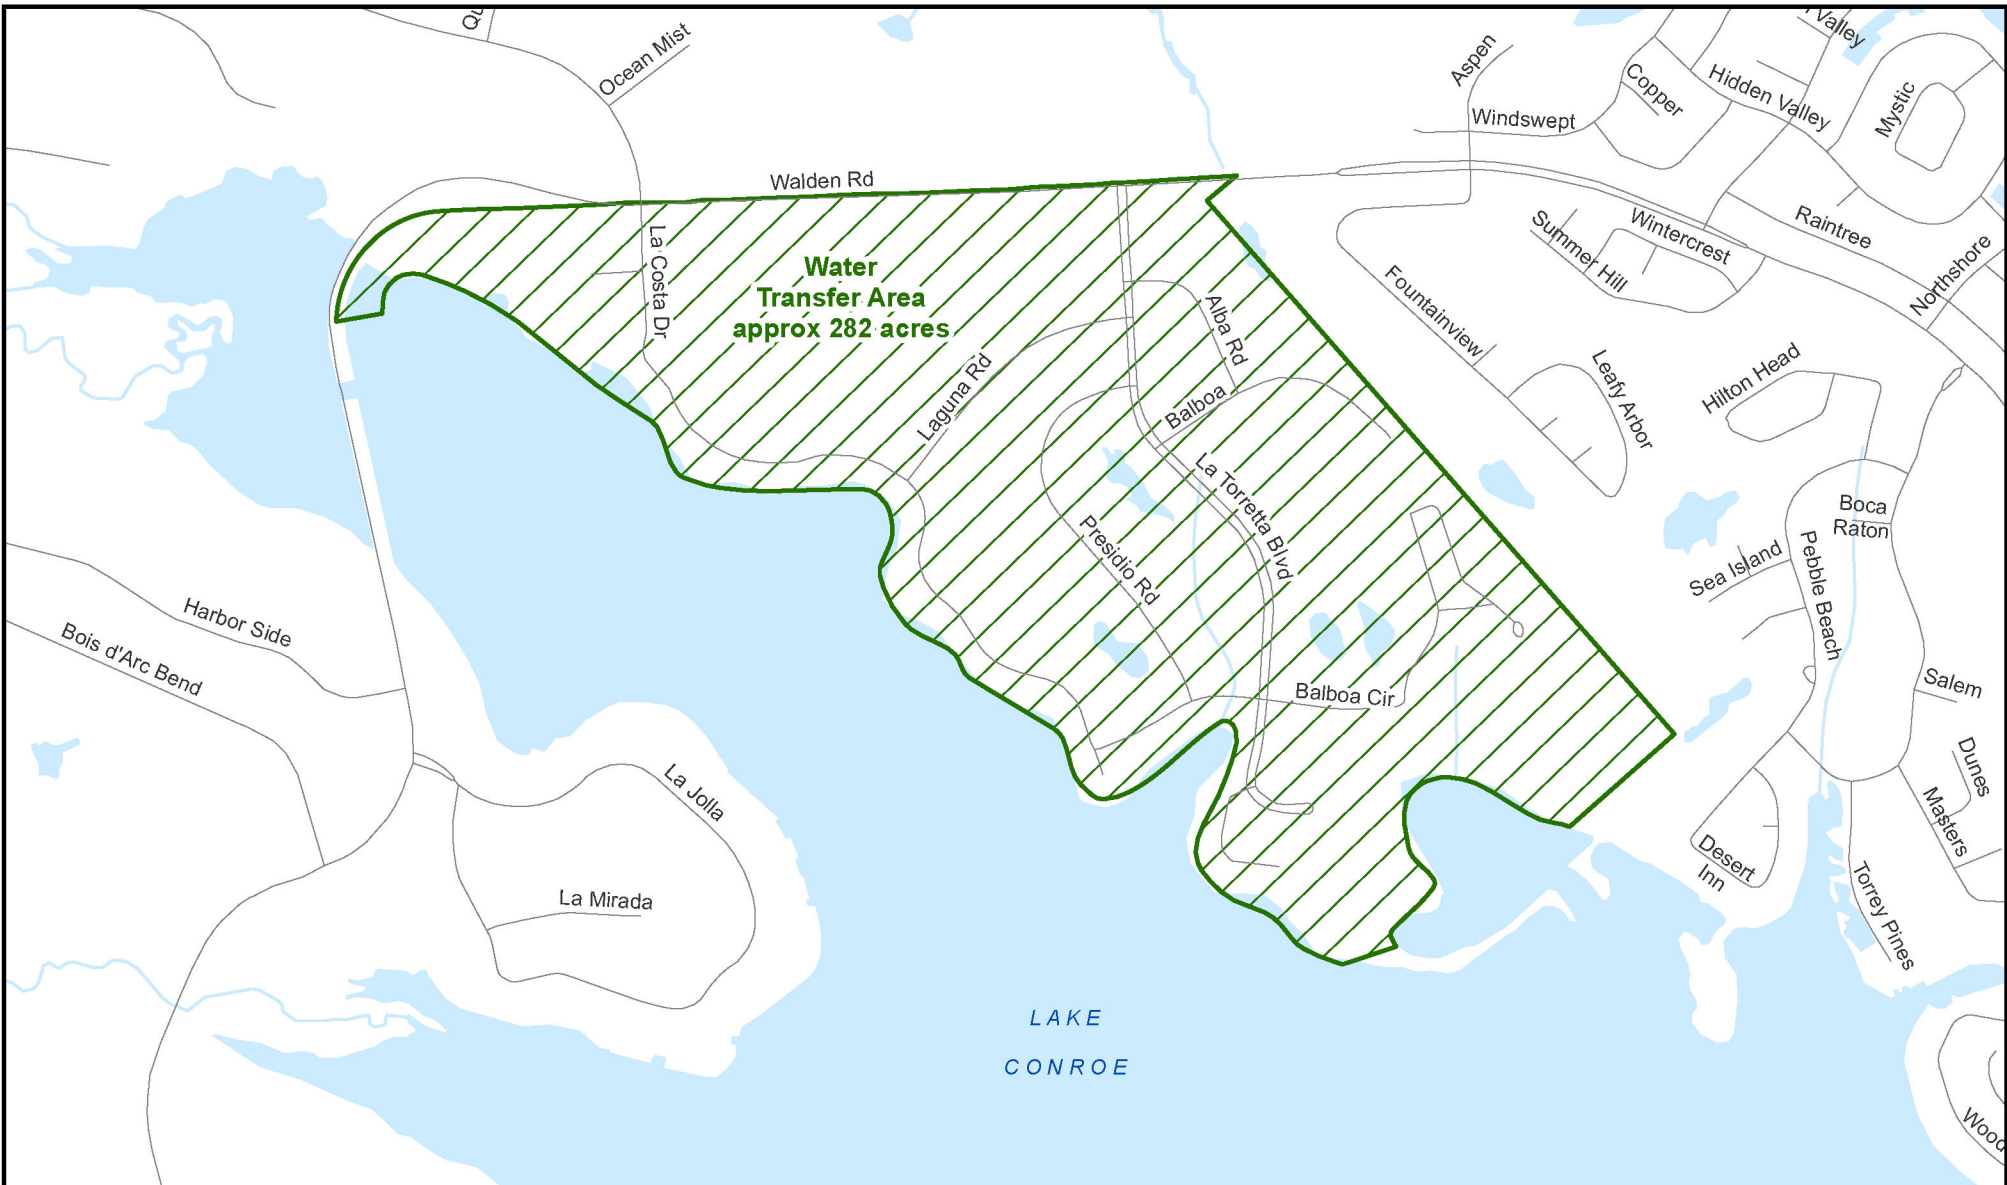 Qu
Ocean Mist
Valley
Aspen
Copper
Hidden Valley
Mystic
Windswept
Walden Rd
Raintree
Wintercrest
Summer Hill
Northshore
La Costa Dr
Water
Transfer Area
approx 282 acres
Fountainview
Alba Rd
Laguna Rd
Balboa
Leafy Arbor
Hilton Head
La Torretta Blvd
Boca
Raton
Presidio Rd
Sea Island
Pebble Beach
Harbor Side
Bois d'Arc Bend
Balboa Cir
Salem
La Jolla
Dunes
Masters
Desert
Inn
Torrey Pines
La Mirada
LAKE
CONROE
Wood